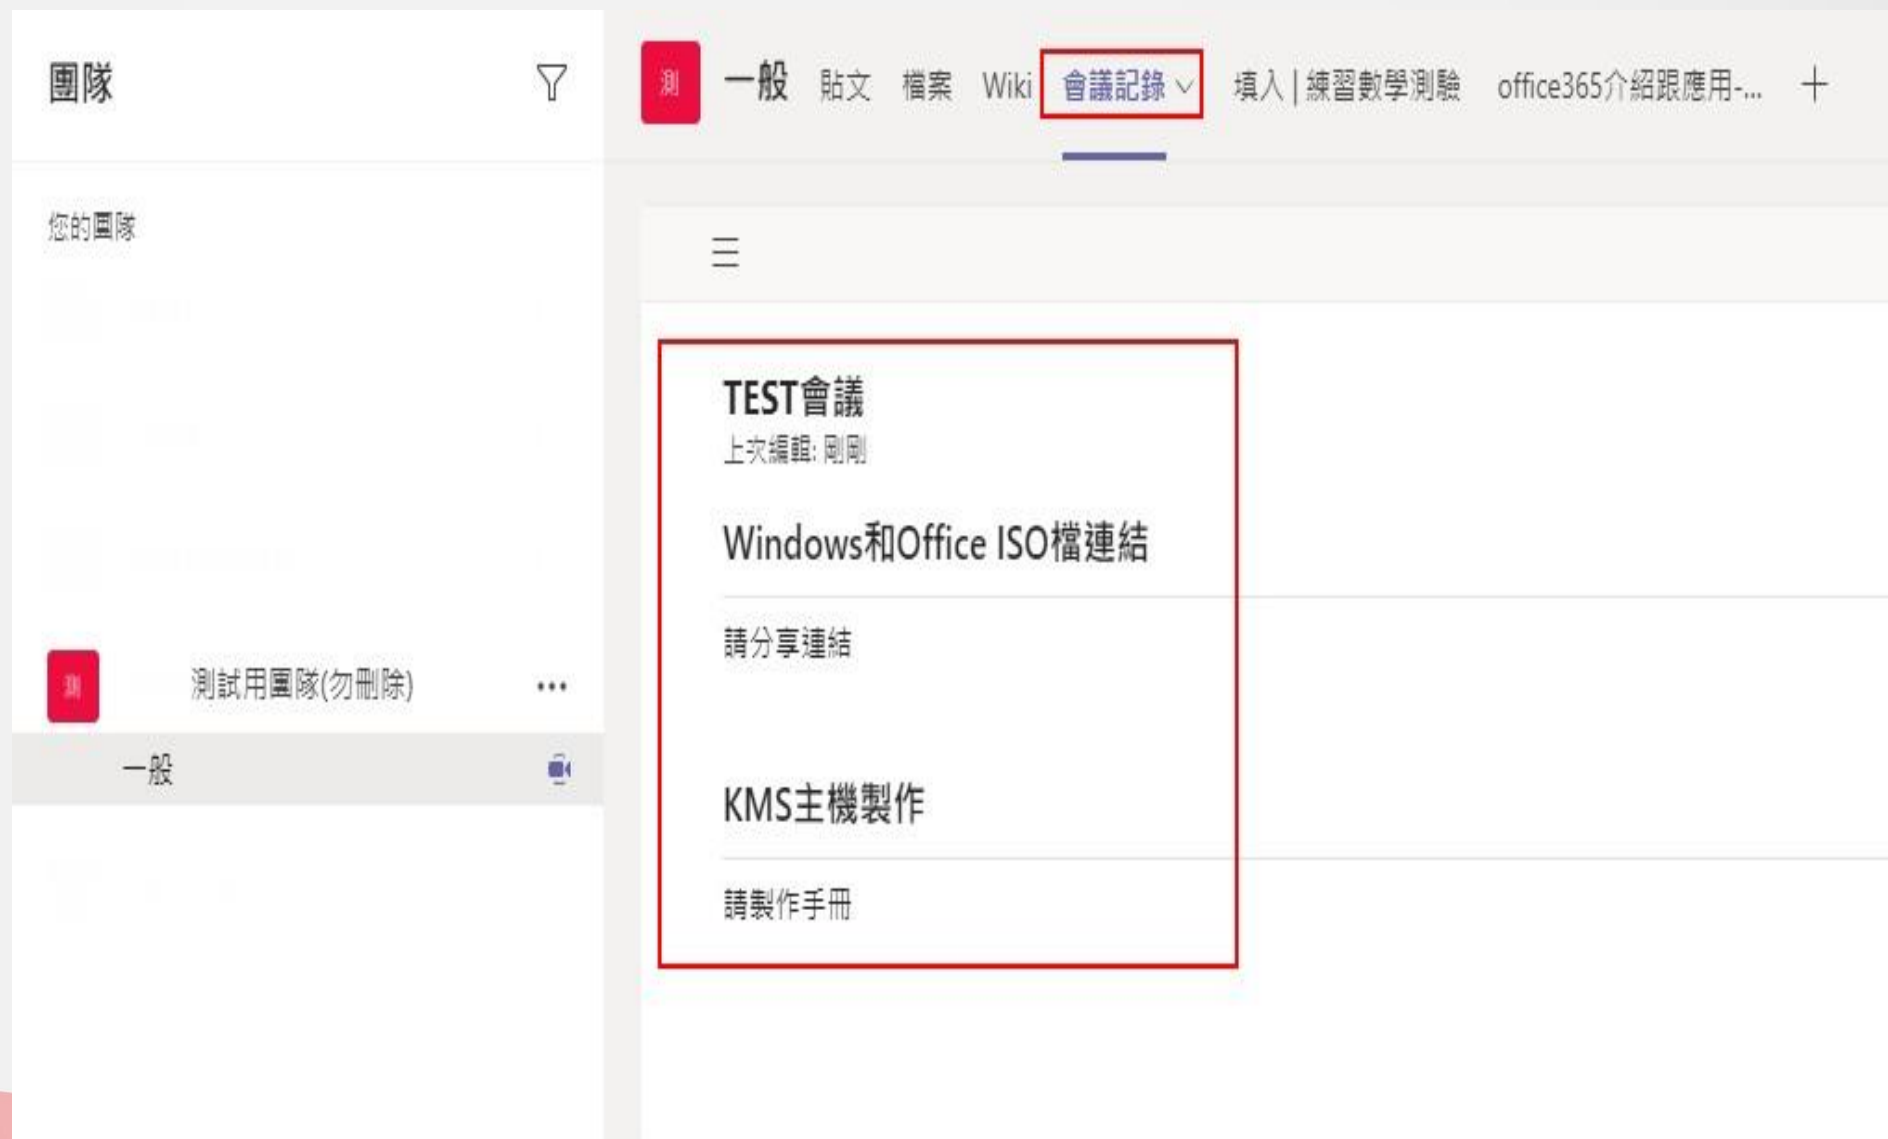 團隊
測 一般 貼文 檔案 Wiki 會議記錄 填入 | 練習數學測驗 office365介紹跟應用-...
您的團隊
TEST會議
上次編輯: 剛剛
Windows和Office ISO檔連結
請分享連結
測 測試用團隊(勿刪除)
一般
KMS主機製作
請製作手冊